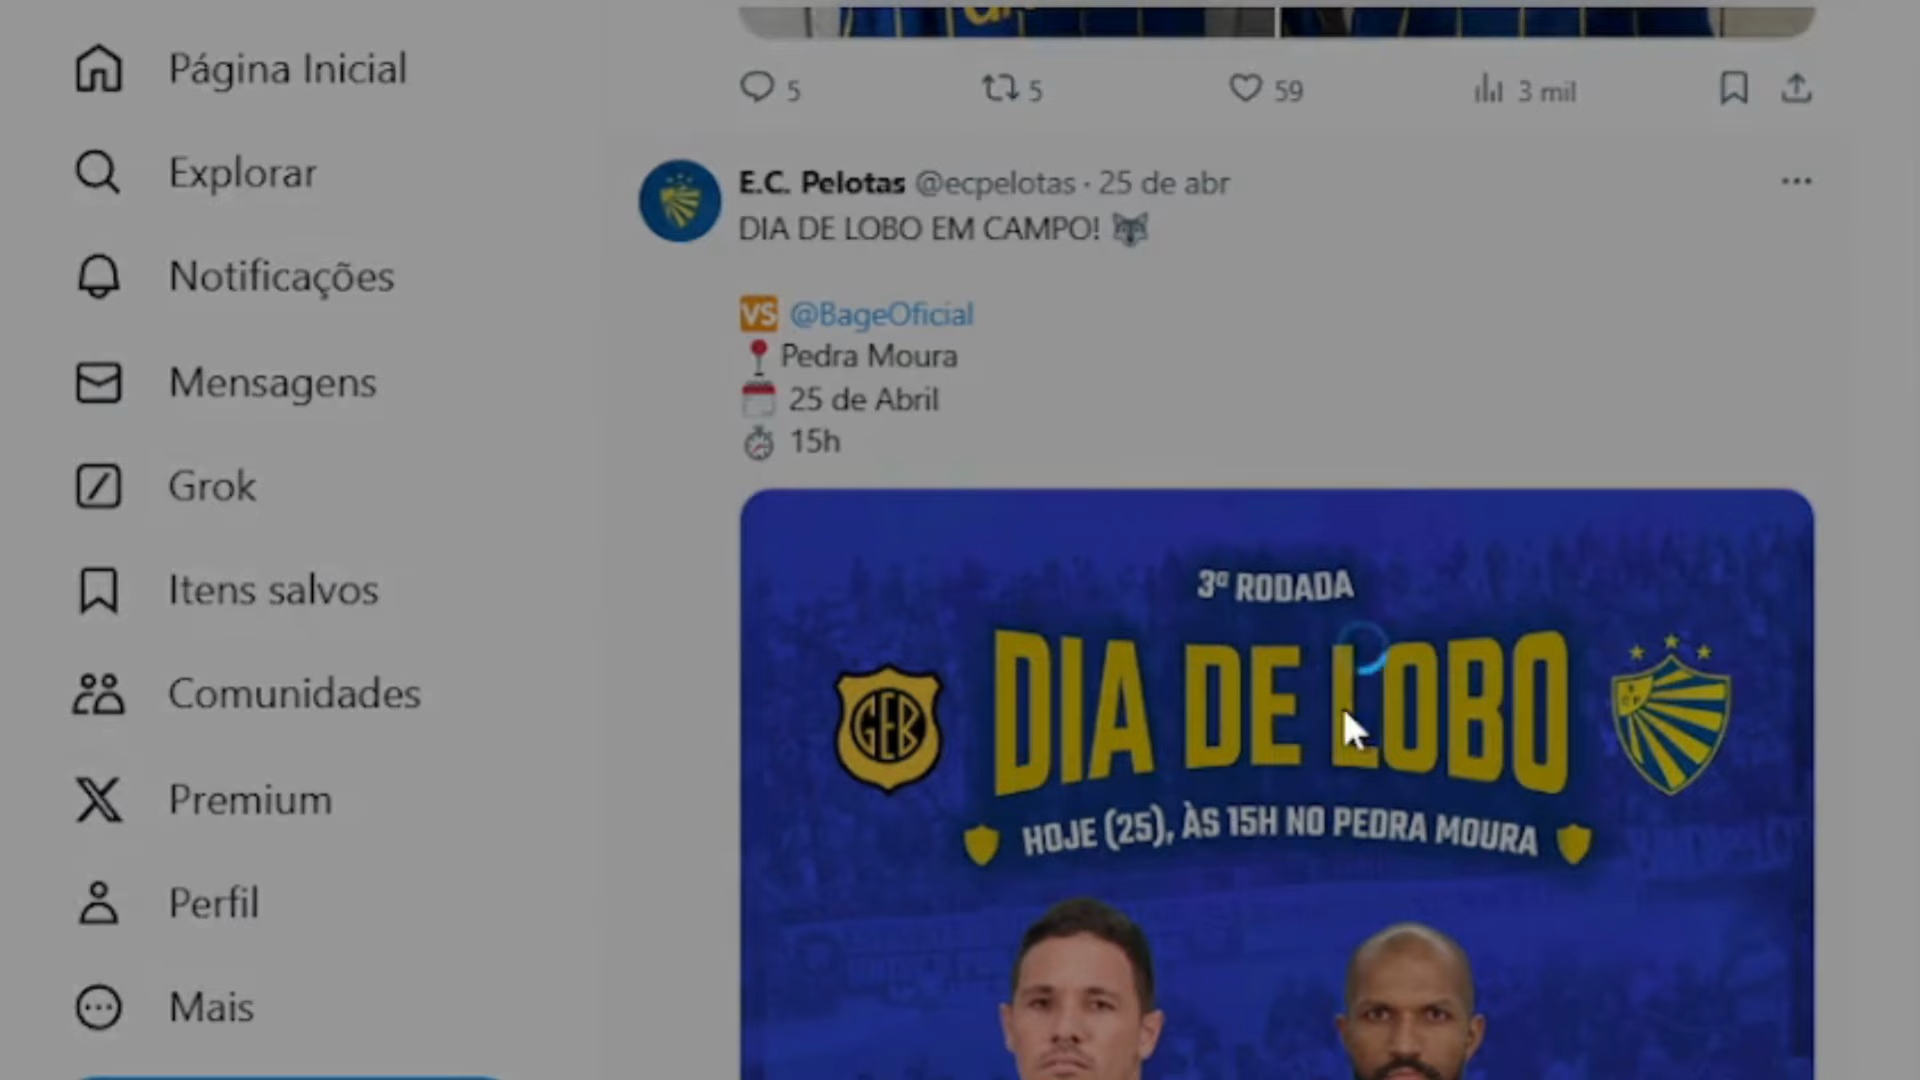 Página Inicial
Explorar
Notificações
Mensagens
Grok
Itens salvos
Comunidades
Premium
Perfil
Mais
5
5
59
3 mil
E.C. Pelotas @ecpelotas · 25 de abr
DIA DE LOBO EM CAMPO!
VS @BageOficial
Pedra Moura
25 de Abril
15h
3ª RODADA
GEB
DIA DE LOBO
HOJE (25), ÀS 15H NO PEDRA MOURA